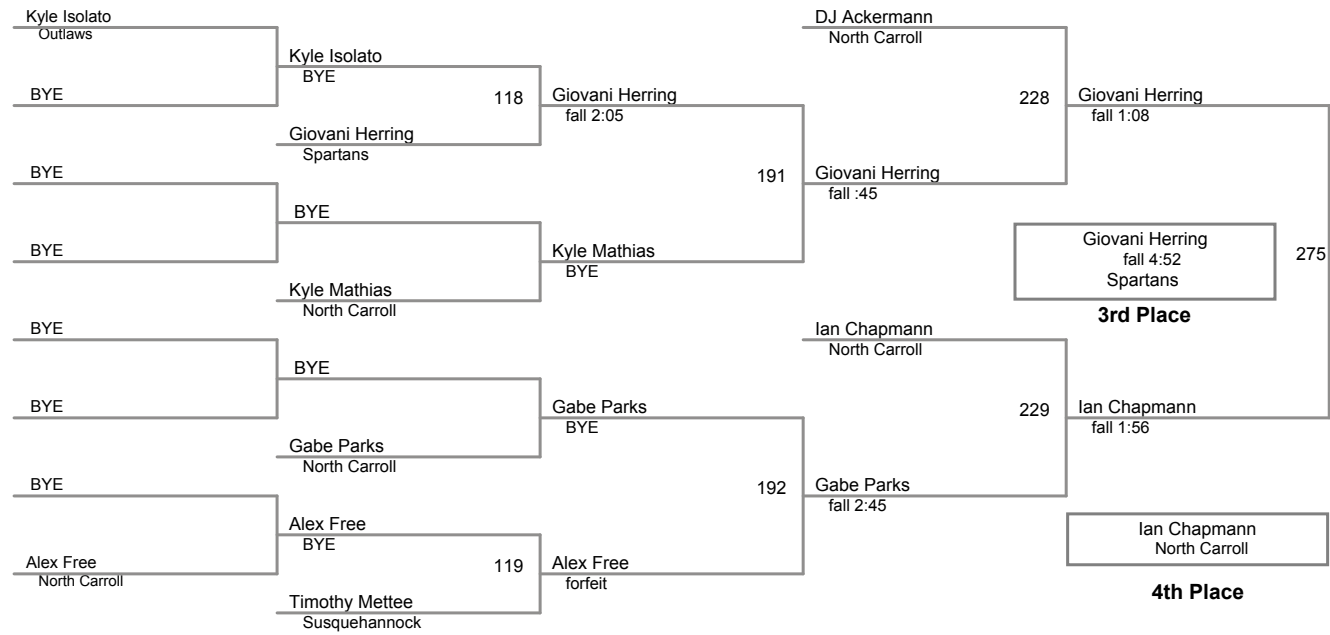 Kyle Isolato
Outlaws
BYE
BYE
BYE
BYE
BYE
BYE
Alex Free
North Carroll
Kyle Isolato
BYE
Giovani Herring
Spartans
BYE
Kyle Mathias
North Carroll
BYE
Gabe Parks
North Carroll
Alex Free
BYE
Timothy Mettee
Susquehannock
118
119
Giovani Herring
fall 2:05
Kyle Mathias
BYE
Gabe Parks
BYE
Alex Free
forfeit
191
192
DJ Ackermann
North Carroll
Giovani Herring
fall :45
Ian Chapmann
North Carroll
Gabe Parks
fall 2:45
228
229
Giovani Herring
fall 1:08
Ian Chapmann
fall 1:56
275
Giovani Herring
fall 4:52
Spartans
3rd Place
Ian Chapmann
North Carroll
4th Place